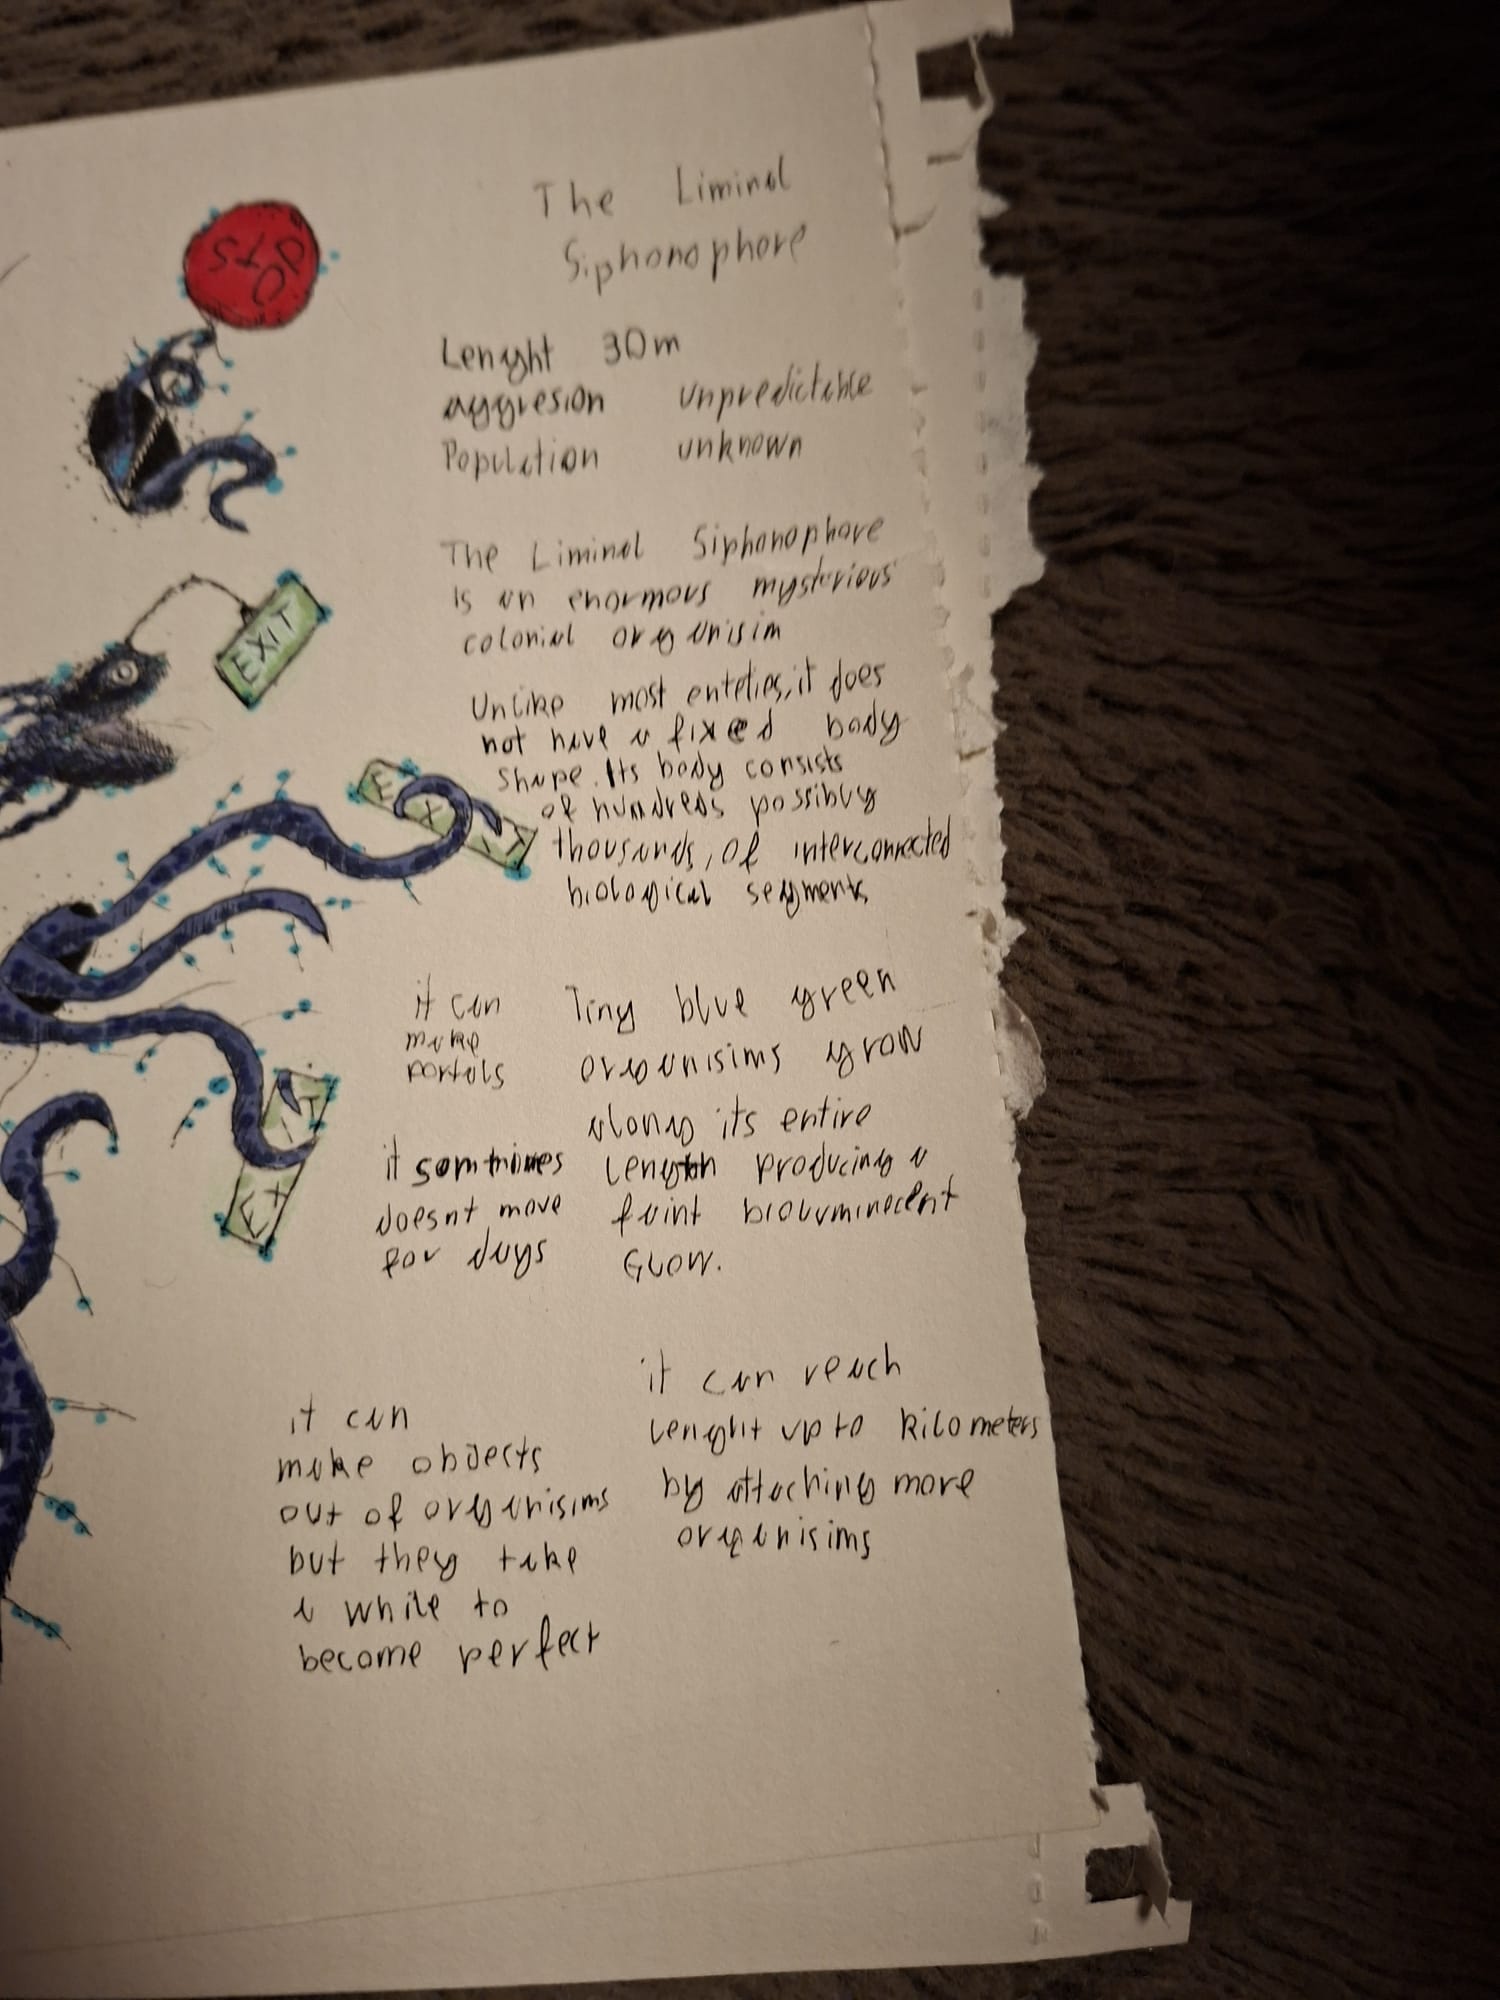 The Liminal
Siphonophore
STOP
Lenght 30m
aggresion unpredictable
Population unknown
The Liminal Siphonophore
is an enormous mysterious
colonial organisim
EXIT
Unlike most enteties, it does
not have a fixed body
shape. Its body consists
of hundreds possibly
thousands, of interconnected
biological segments
EXIT
it can
make
portals
Tiny blue green
organisims grow
along its entire
Length producing a
faint bioluminecent
Glow.
it somtimes
doesnt move
for days
EXIT
it can
make objects
out of organisims
but they take
a while to
become perfect
it can reach
lenght up to kilometers
by attaching more
organisims